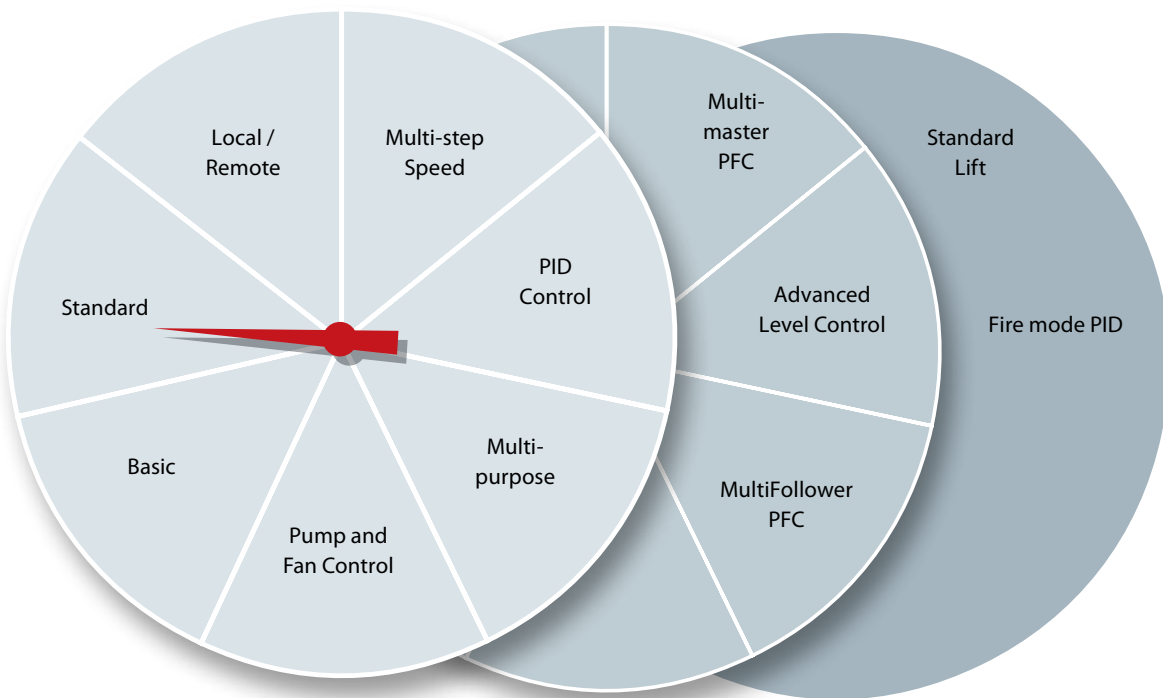 Local /
Remote
Multi-step
Speed
PID
Control
Multi-
purpose
Pump and
Fan Control
Basic
Standard
Multi-
master
PFC
Advanced
Level Control
MultiFollower
PFC
Standard
Lift
Fire mode PID